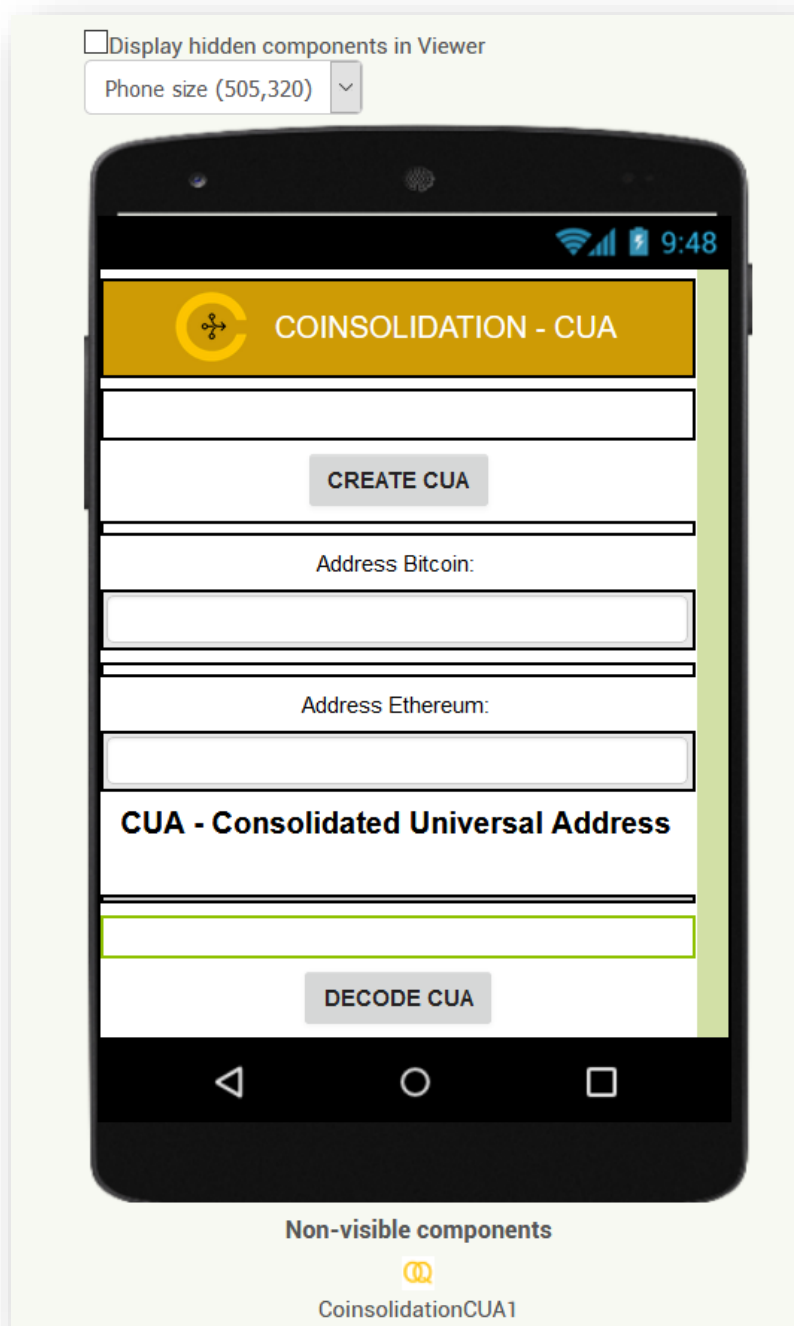 Display hidden components in Viewer
Phone size (505,320)
9:48
COINSOLIDATION - CUA
CREATE CUA
Address Bitcoin:
Address Ethereum:
CUA - Consolidated Universal Address
DECODE CUA
Non-visible components
CoinsolidationCUA1